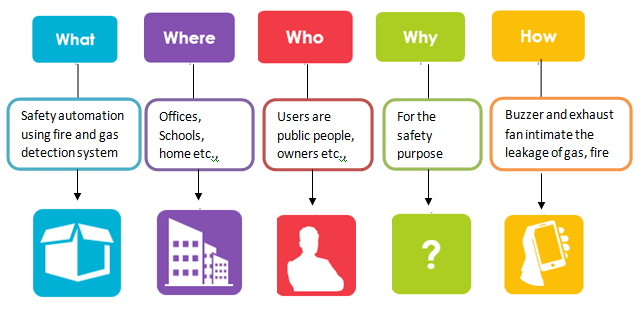 What
Where
Who
Why
How
Safety automation
using fire and gas
detection system
Offices,
Schools,
home etc.,
Users are
public people,
owners etc.,
For the
safety
purpose
Buzzer and exhaust
fan intimate the
leakage of gas, fire
?